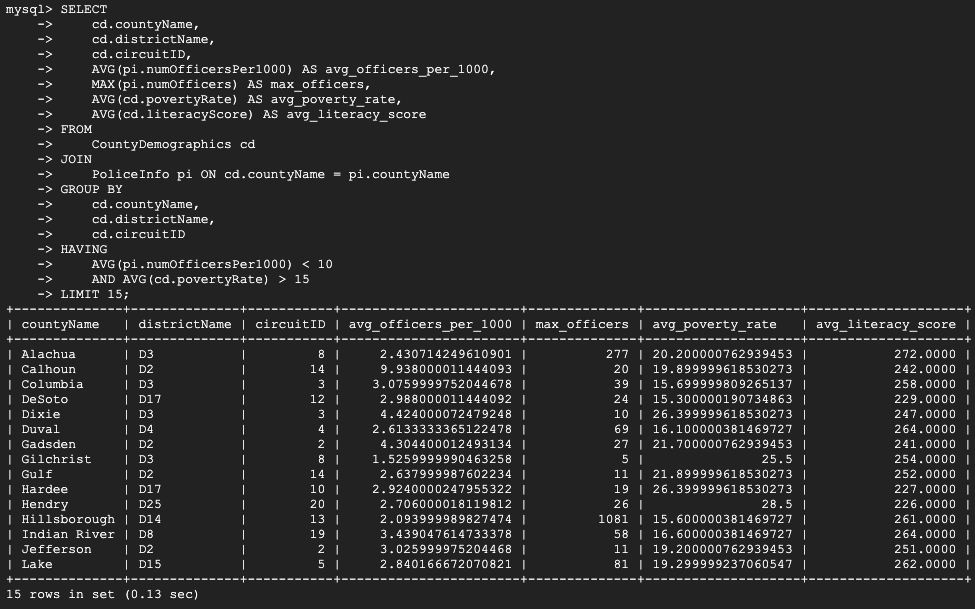 mysql> SELECT
    ->     cd.countyName,
    ->     cd.districtName,
    ->     cd.circuitID,
    ->     AVG(pi.numOfficersPer1000) AS avg_officers_per_1000,
    ->     MAX(pi.numOfficers) AS max_officers,
    ->     AVG(cd.povertyRate) AS avg_poverty_rate,
    ->     AVG(cd.literacyScore) AS avg_literacy_score
    -> FROM
    ->     CountyDemographics cd
    -> JOIN
    ->     PoliceInfo pi ON cd.countyName = pi.countyName
    -> GROUP BY
    ->     cd.countyName,
    ->     cd.districtName,
    ->     cd.circuitID
    -> HAVING
    ->     AVG(pi.numOfficersPer1000) < 10
    ->     AND AVG(cd.povertyRate) > 15
    -> LIMIT 15;
+--------------+--------------+-----------+-----------------------+--------------+--------------------+--------------------+
| countyName   | districtName | circuitID | avg_officers_per_1000 | max_officers | avg_poverty_rate   | avg_literacy_score |
+--------------+--------------+-----------+-----------------------+--------------+--------------------+--------------------+
| Alachua      | D3           |         8 |     2.430714249610901 |          277 | 20.200000762939453 |           272.0000 |
| Calhoun      | D2           |        14 |     9.938000011444093 |           20 | 19.899999618530273 |           242.0000 |
| Columbia     | D3           |         3 |    3.0759999752044678 |           39 | 15.699999809265137 |           258.0000 |
| DeSoto       | D17          |        12 |     2.988000011444092 |           24 | 15.300000190734863 |           229.0000 |
| Dixie        | D3           |         3 |     4.424000072479248 |           10 | 26.399999618530273 |           247.0000 |
| Duval        | D4           |         4 |    2.6133333365122478 |           69 | 16.100000381469727 |           264.0000 |
| Gadsden      | D2           |         2 |     4.304400012493134 |           27 | 21.700000762939453 |           241.0000 |
| Gilchrist    | D3           |         8 |    1.5259999990463258 |            5 |               25.5 |           254.0000 |
| Gulf         | D2           |        14 |     2.637999987602234 |           11 | 21.899999618530273 |           252.0000 |
| Hardee       | D17          |        10 |    2.9240000247955322 |           19 | 26.399999618530273 |           227.0000 |
| Hendry       | D25          |        20 |     2.706000018119812 |           26 |               28.5 |           226.0000 |
| Hillsborough | D14          |        13 |     2.093999989827474 |         1081 | 15.600000381469727 |           261.0000 |
| Indian River | D8           |        19 |     3.439047614733378 |           58 | 16.600000381469727 |           264.0000 |
| Jefferson    | D2           |         2 |     3.025999975204468 |           11 | 19.200000762939453 |           251.0000 |
| Lake         | D15          |         5 |     2.840166672070821 |           81 | 19.299999237060547 |           262.0000 |
+--------------+--------------+-----------+-----------------------+--------------+--------------------+--------------------+
15 rows in set (0.13 sec)